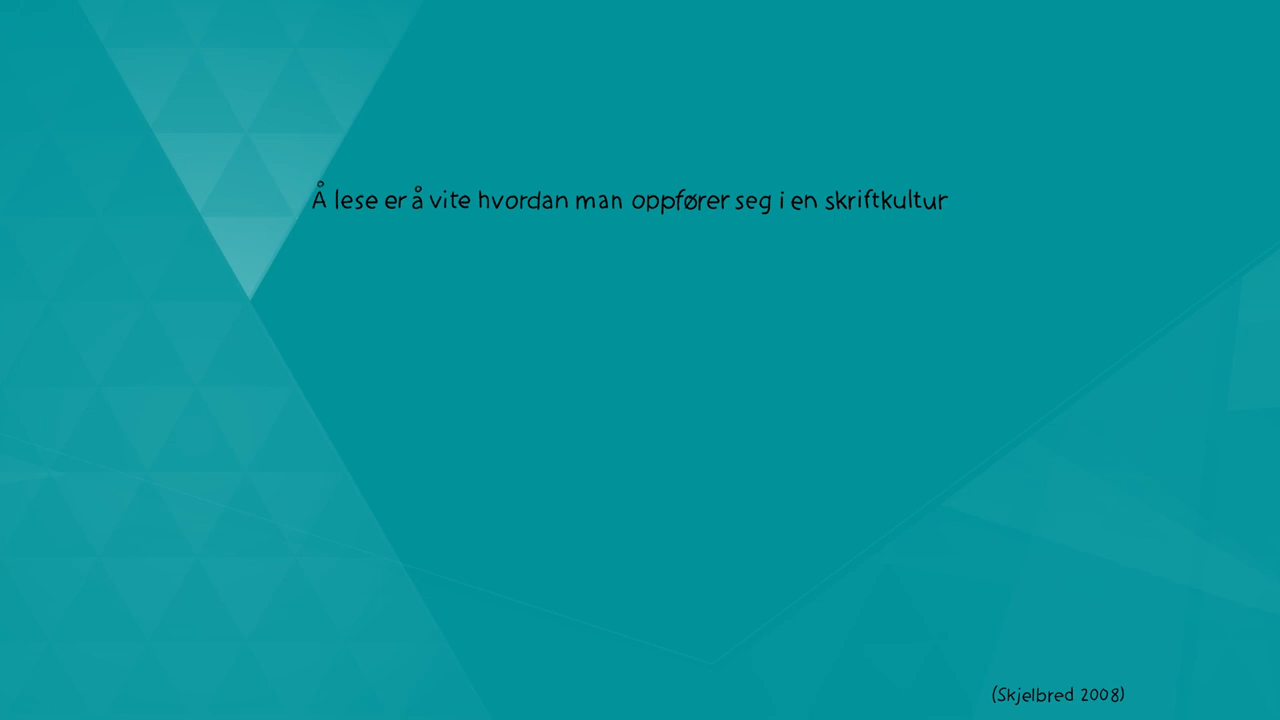 Å lese er å vite hvordan man oppfører seg i en skriftkultur
(Skjelbred 2008)